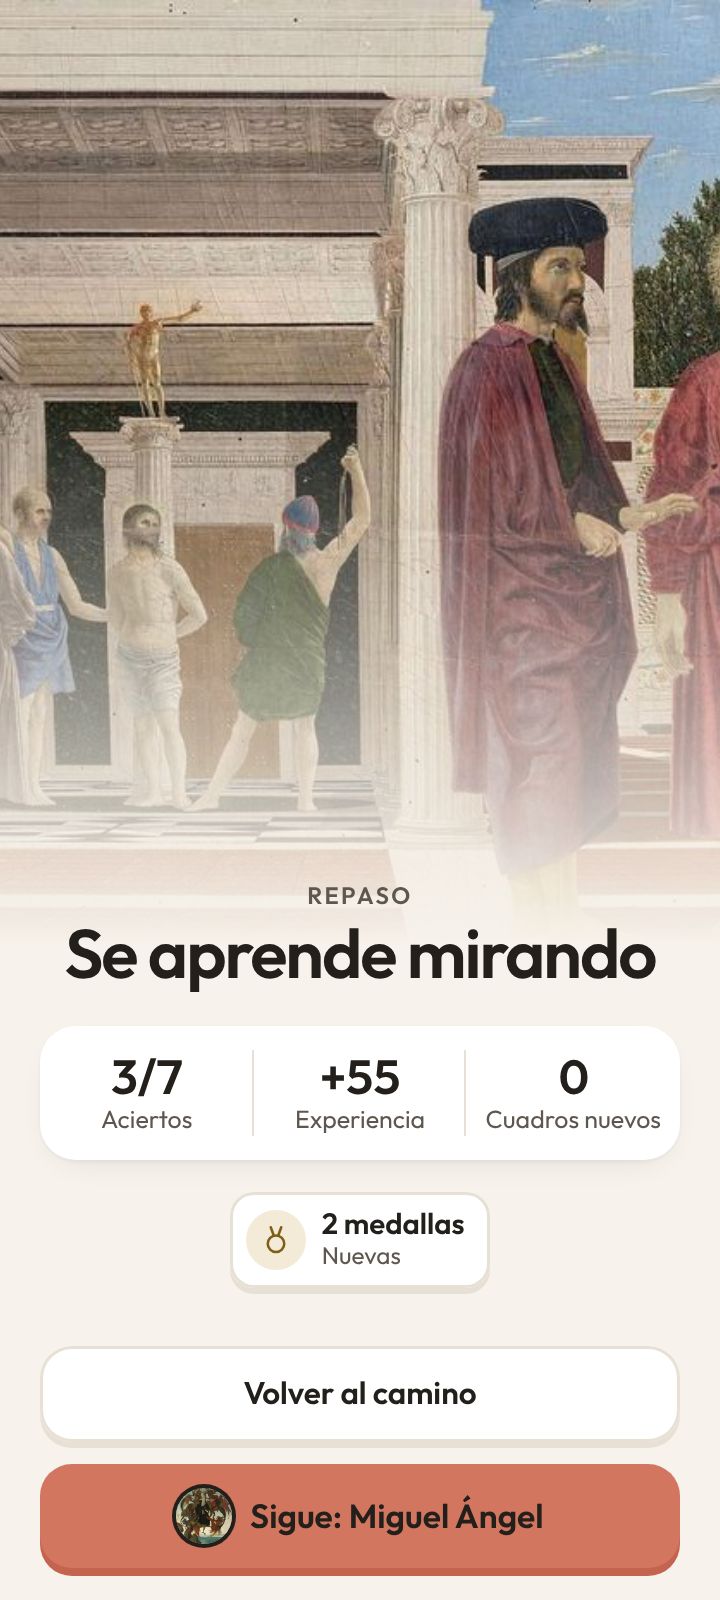 REPASO
Se aprende mirando
3/7
Aciertos
+55
Experiencia
0
Cuadros nuevos
2 medallas
Nuevas
Volver al camino
Sigue: Miguel Ángel